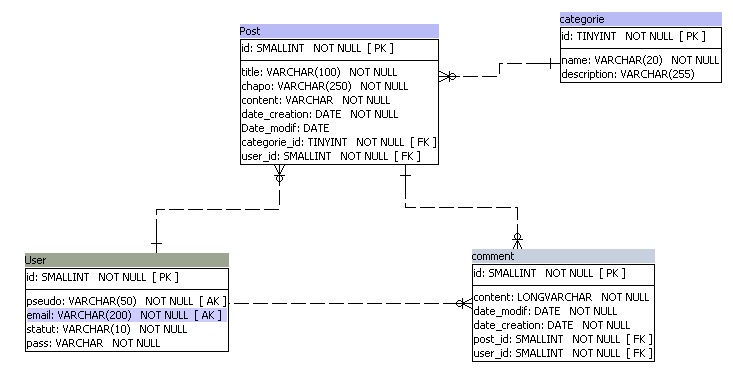 Post
id: SMALLINT NOT NULL [ PK ]
title: VARCHAR(100) NOT NULL
chapo: VARCHAR(250) NOT NULL
content: VARCHAR NOT NULL
date_creation: DATE NOT NULL
Date_modif: DATE
categorie_id: TINYINT NOT NULL [ FK ]
user_id: SMALLINT NOT NULL [ FK ]
categorie
id: TINYINT NOT NULL [ PK ]
name: VARCHAR(20) NOT NULL
description: VARCHAR(255)
User
id: SMALLINT NOT NULL [ PK ]
pseudo: VARCHAR(50) NOT NULL [ AK ]
email: VARCHAR(200) NOT NULL [ AK ]
statut: VARCHAR(10) NOT NULL
pass: VARCHAR NOT NULL
comment
id: SMALLINT NOT NULL [ PK ]
content: LONGVARCHAR NOT NULL
date_modif: DATE NOT NULL
date_creation: DATE NOT NULL
post_id: SMALLINT NOT NULL [ FK ]
user_id: SMALLINT NOT NULL [ FK ]